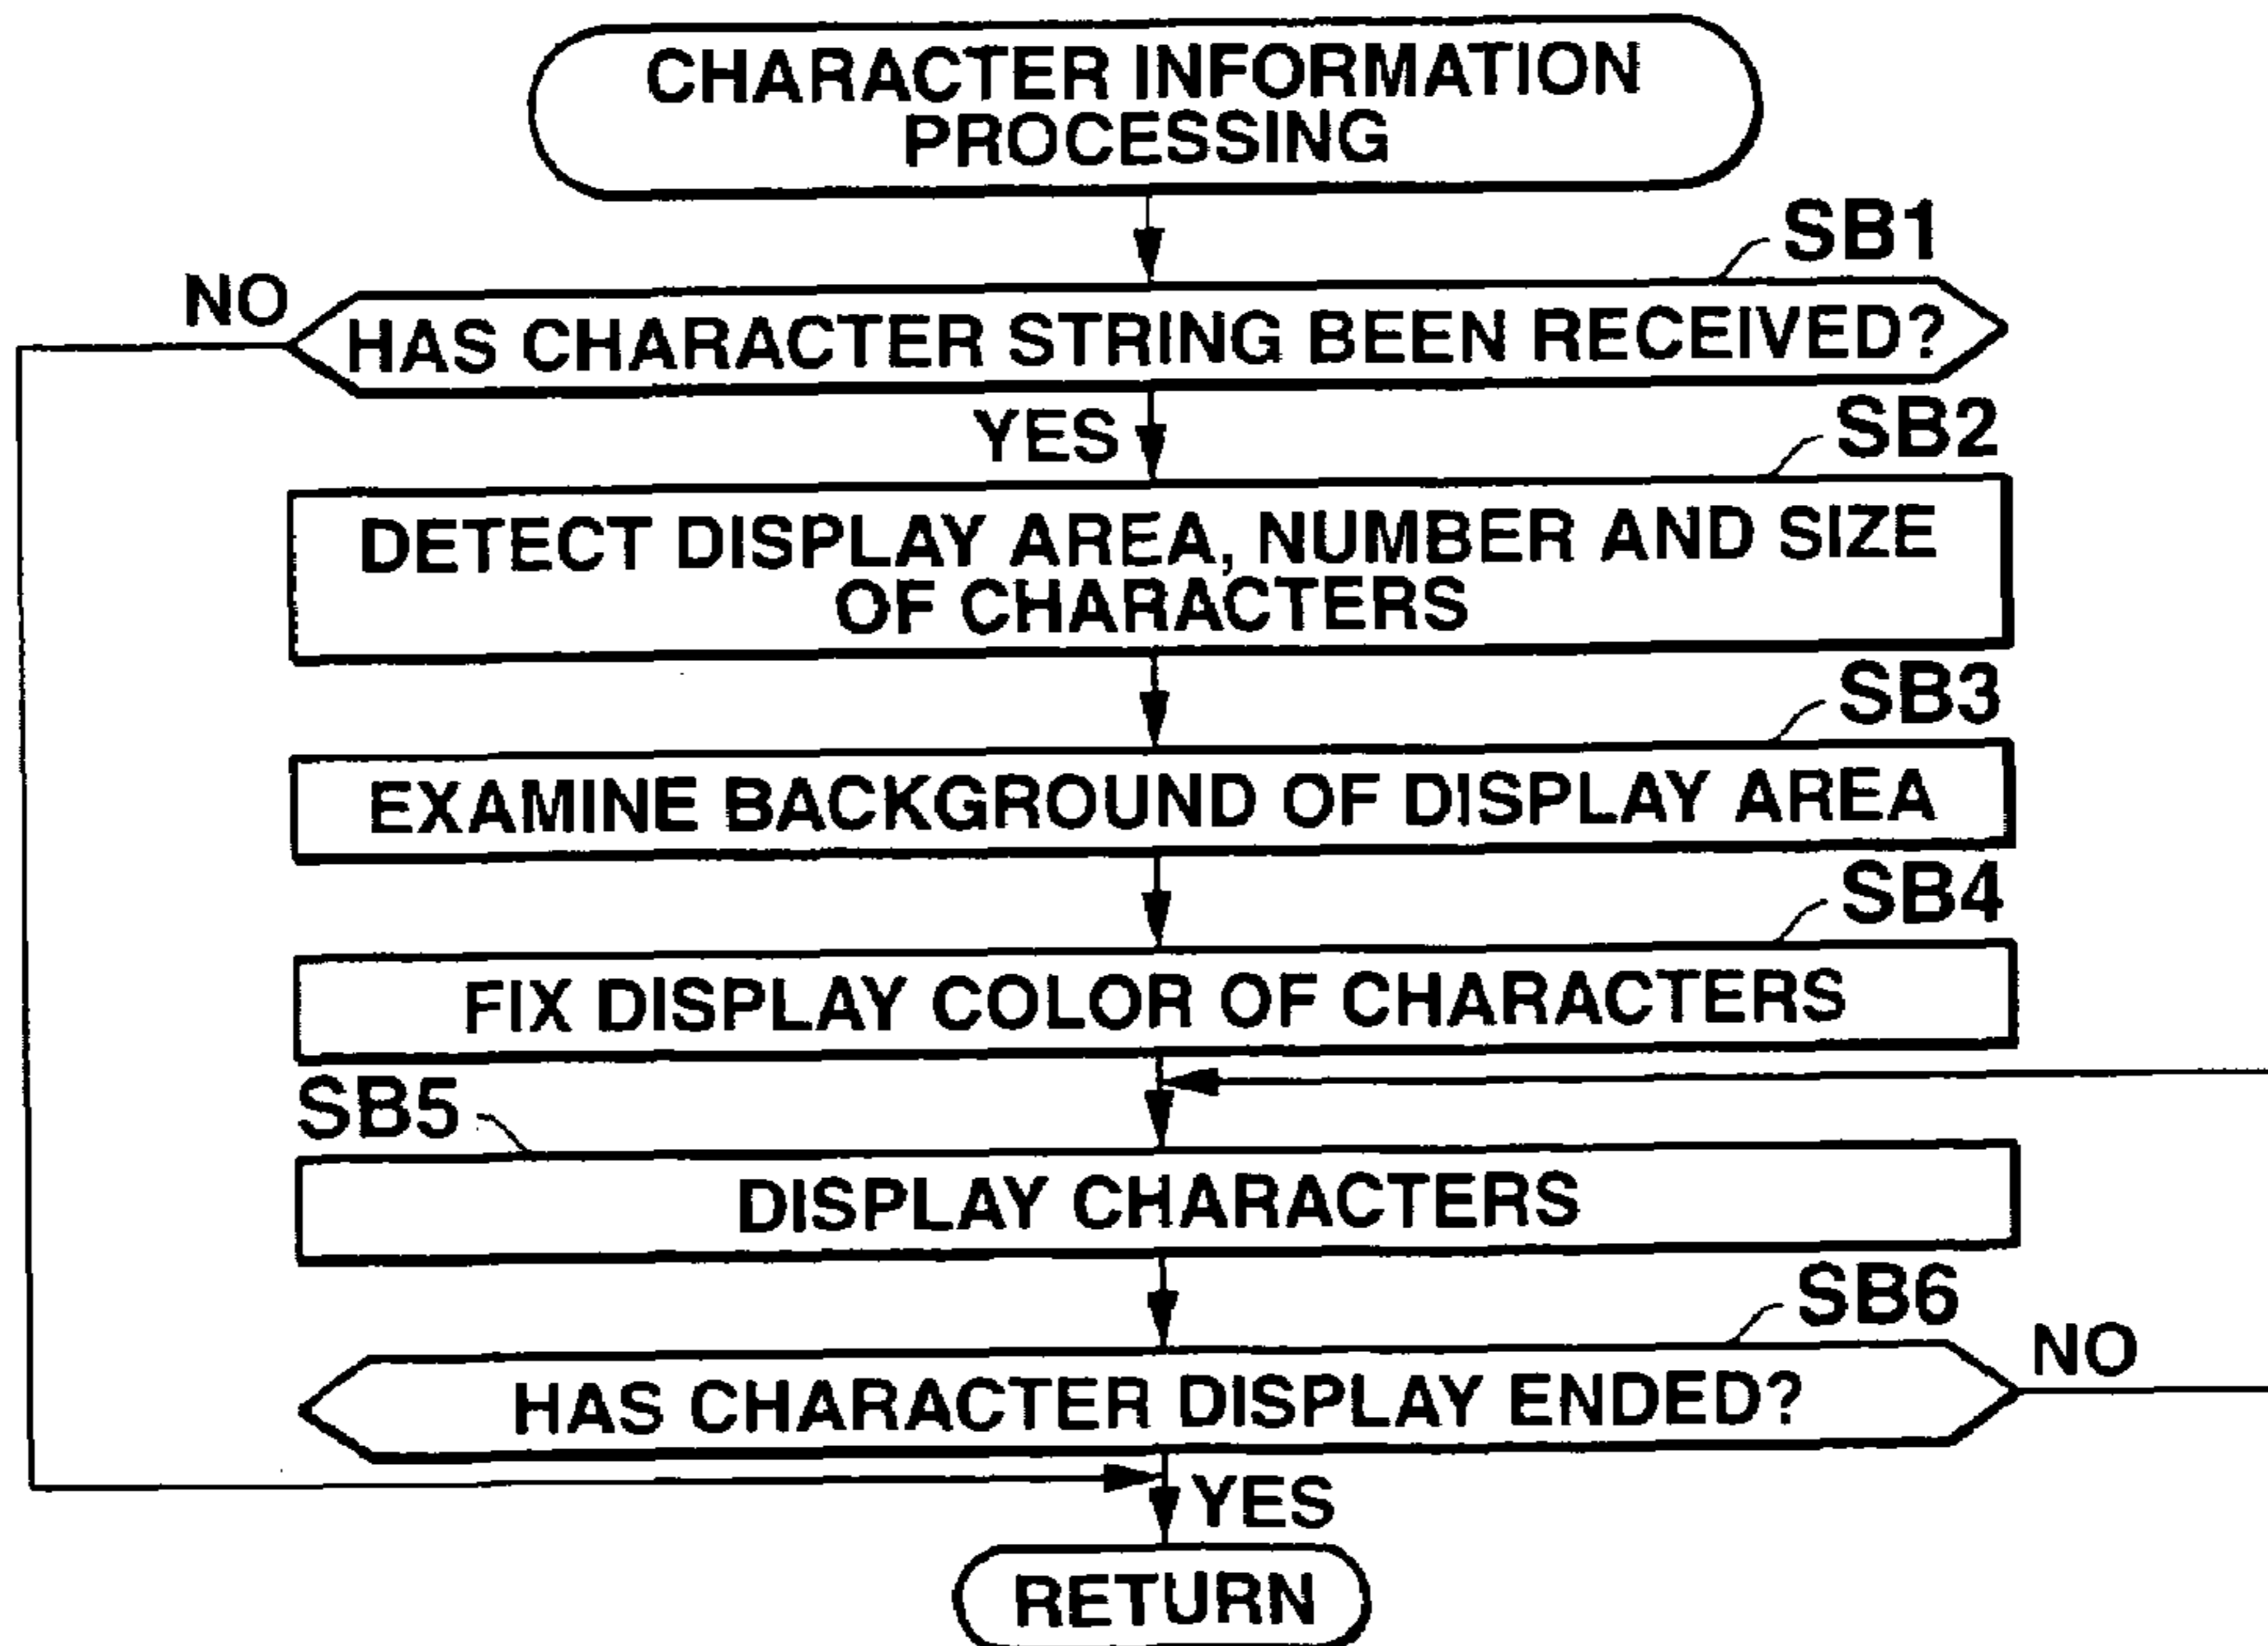 CHARACTER INFORMATION
PROCESSING
SB1
NO
HAS CHARACTER STRING BEEN RECEIVED?
YES
SB2
DETECT DISPLAY AREA, NUMBER AND SIZE
OF CHARACTERS
SB3
EXAMINE BACKGROUND OF DISPLAY AREA
SB4
FIX DISPLAY COLOR OF CHARACTERS
SB5
DISPLAY CHARACTERS
SB6
NO
HAS CHARACTER DISPLAY ENDED?
YES
RETURN